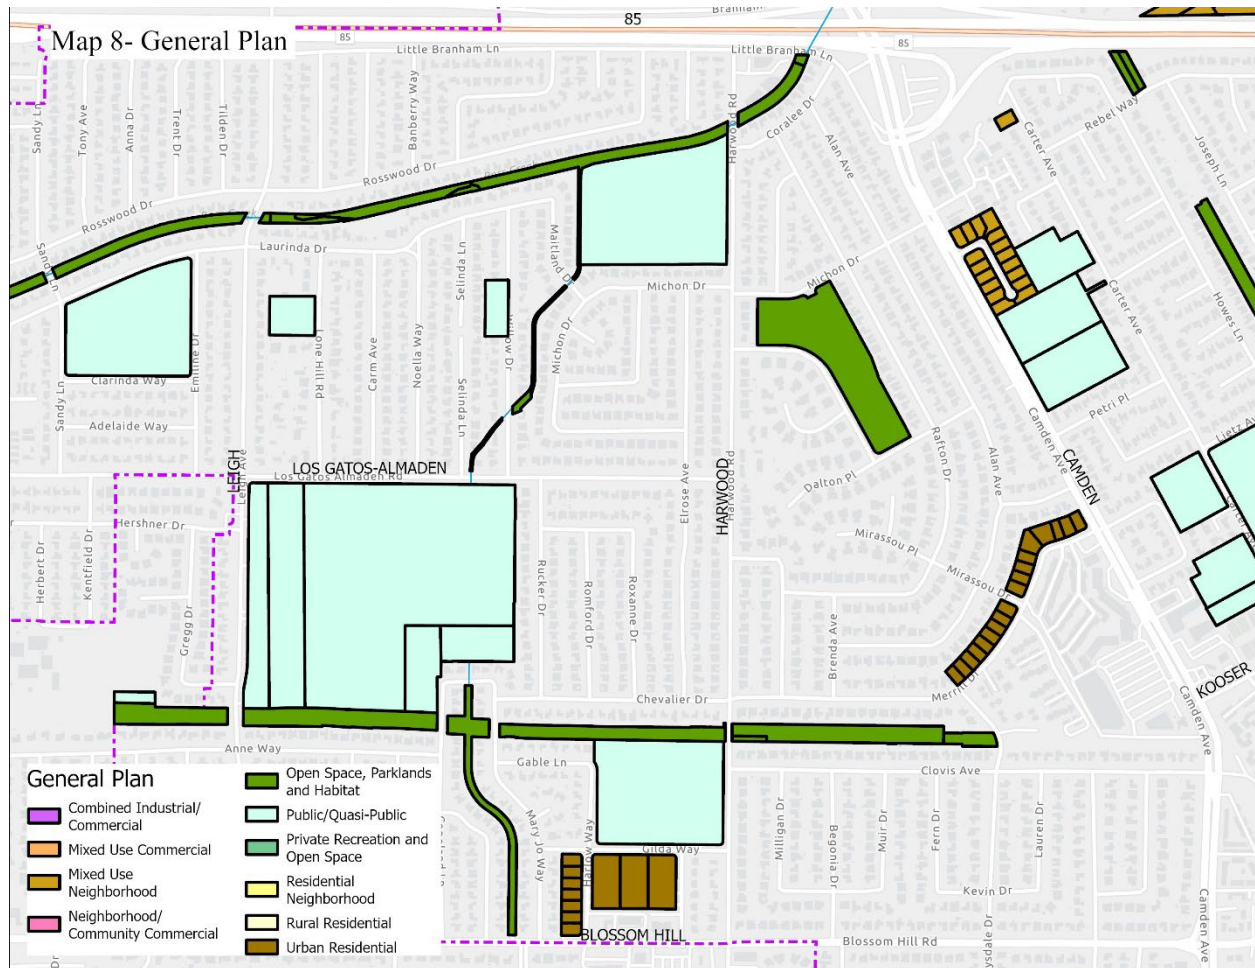 Branham
85
Map 8- General Plan
85
Little Branham Ln
Little Branham Ln
85
Sandy Ln
Tony Ave
Anna Dr
Trent Dr
Tilden Dr
Banberry Way
Harwood Rd
Coralee Dr
Alan Ave
Carter Ave
Rebel Way
Joseph Ln
Rosswood Dr
Rosswood Dr
Sandy Ln
Laurinda Dr
Selinda Ln
Maitland D
Michon Dr
Michon Dr
Michon Dr
Carter Ave
Howes Ln
Emiline Dr
Lone Hill Rd
Carm Ave
Noella Way
Clarinda Way
Sandy Ln
Adelaide Way
Selinda Ln
Petri Pl
Camden Ave
Rafton Dr
Alan Ave
Lietz Av
LEIGH
Leigh Ave
LOS GATOS-ALMADEN
Los Gatos Almaden Rd
Elrose Ave
HARWOOD
Harwood Rd
Dalton Pl
CAMDEN
Carter Ave
Hershner Dr
Herbert Dr
Kentfield Dr
Gregg Dr
Rucker Dr
Romford Dr
Roxanne Dr
Mirassou Pl
Mirassou Dr
Brenda Ave
Merritt Dr
KOOSER
Camden Ave
Chevalier Dr
Anne Way
Gable Ln
Clovis Ave
Mary Jo Way
Harlow Way
Gilda Way
Milligan Dr
Begonia Dr
Muir Dr
Fern Dr
Lauren Dr
Kevin Dr
BLOSSOM HILL
Blossom Hill Rd
Camden Ave
General Plan
Combined Industrial/
Commercial
Mixed Use Commercial
Mixed Use
Neighborhood
Neighborhood/
Community Commercial
Open Space, Parklands
and Habitat
Public/Quasi-Public
Private Recreation and
Open Space
Residential
Neighborhood
Rural Residential
Urban Residential